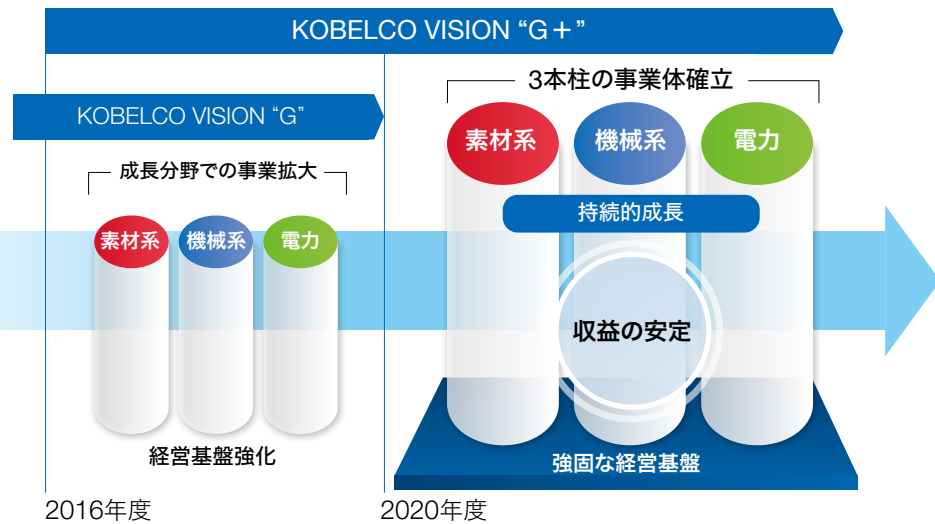 KOBELCO VISION “G＋”
KOBELCO VISION “G”
成長分野での事業拡大
素材系
機械系
電力
経営基盤強化
3本柱の事業体確立
素材系
機械系
電力
持続的成長
収益の安定
強固な経営基盤
2016年度
2020年度